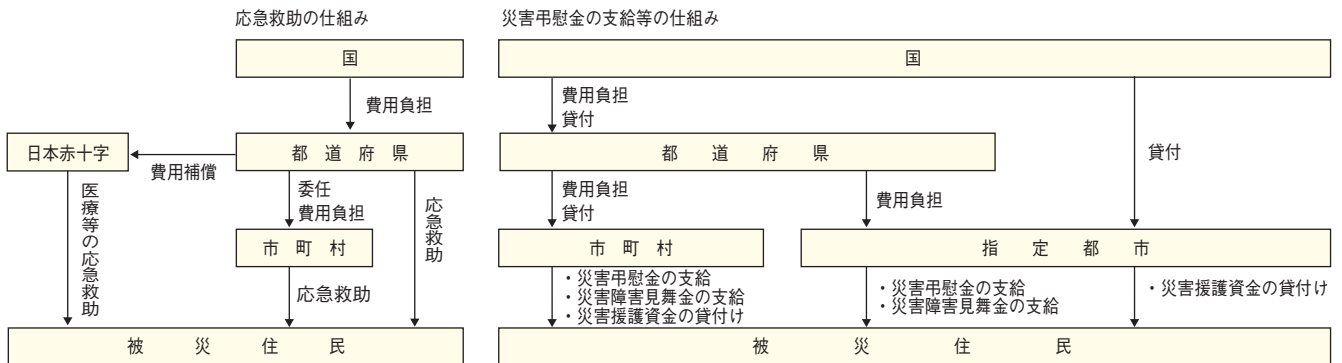 応急救助の仕組み
国
費用負担
日本赤十字
費用補償
都道府県
医療等の応急救助
委任
費用負担
応急救助
市町村
応急救助
被災住民
災害弔慰金の支給等の仕組み
国
費用負担
貸付
都道府県
貸付
費用負担
貸付
費用負担
市町村
指定都市
・災害弔慰金の支給
・災害障害見舞金の支給
・災害援護資金の貸付け
・災害弔慰金の支給
・災害障害見舞金の支給
・災害援護資金の貸付け
被災住民